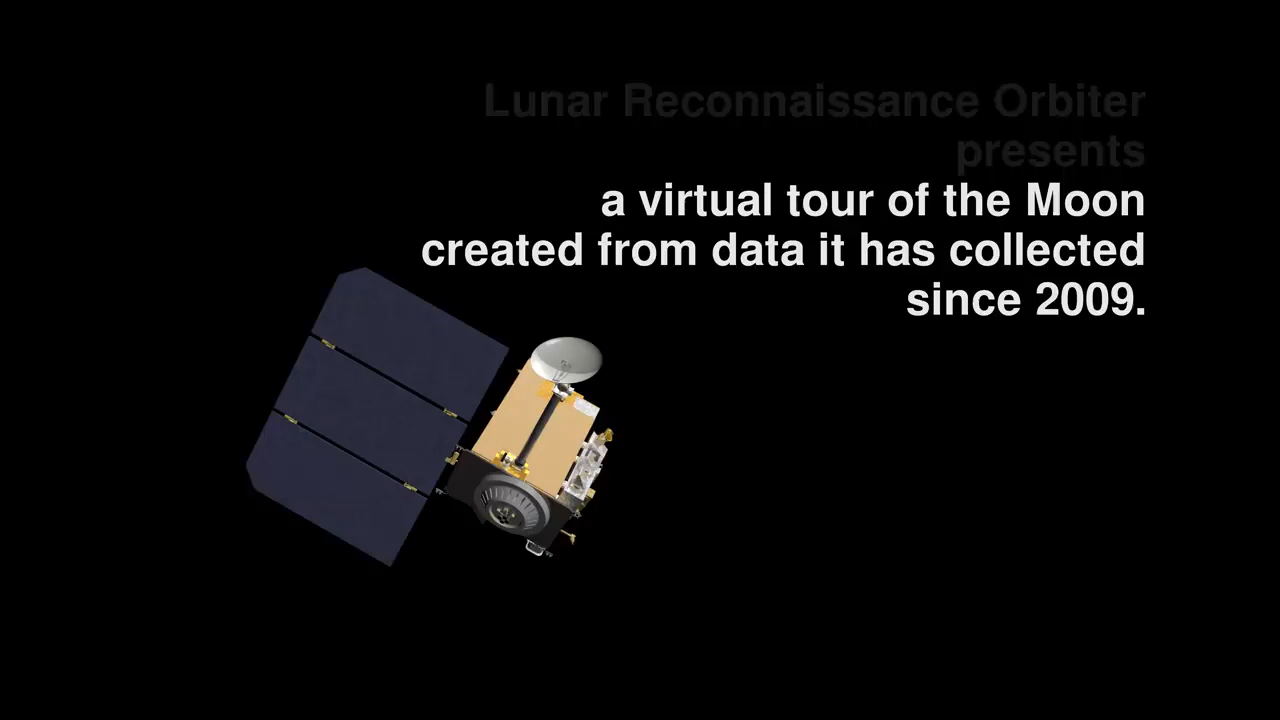 Lunar Reconnaissance Orbiter
presents
a virtual tour of the Moon
created from data it has collected
since 2009.